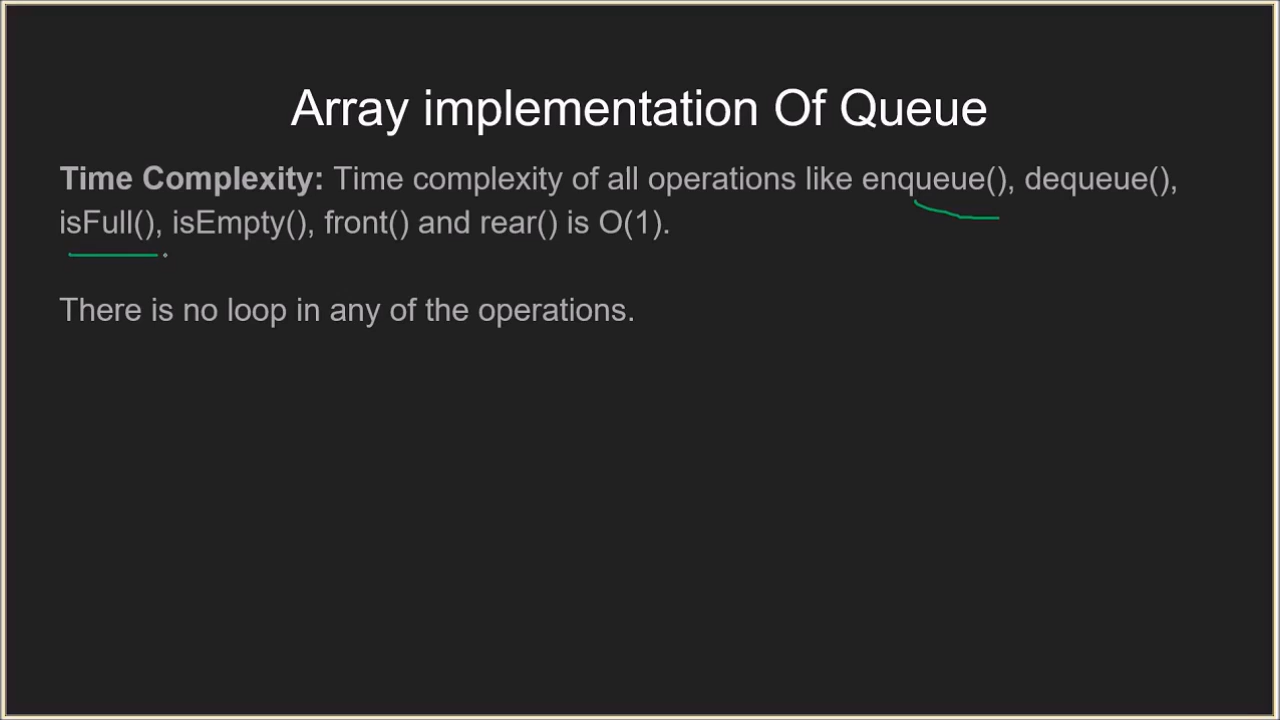 Array implementation Of Queue
Time Complexity: Time complexity of all operations like enqueue(), dequeue(),
isFull(), isEmpty(), front() and rear() is O(1).
There is no loop in any of the operations.